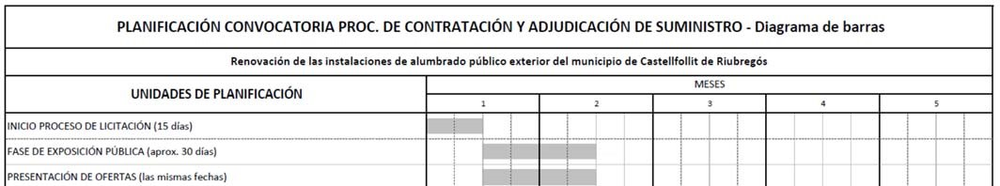 PLANIFICACIÓN CONVOCATORIA PROC. DE CONTRATACIÓN Y ADJUDICACIÓN DE SUMINISTRO - Diagrama de barras
Renovación de las instalaciones de alumbrado público exterior del municipio de Castellfollit de Riubregós
UNIDADES DE PLANIFICACIÓN
MESES
1 2 3 4 5
INICIO PROCESO DE LICITACIÓN (15 días)
FASE DE EXPOSICIÓN PÚBLICA (aprox. 30 días)
PRESENTACIÓN DE OFERTAS (las mismas fechas)